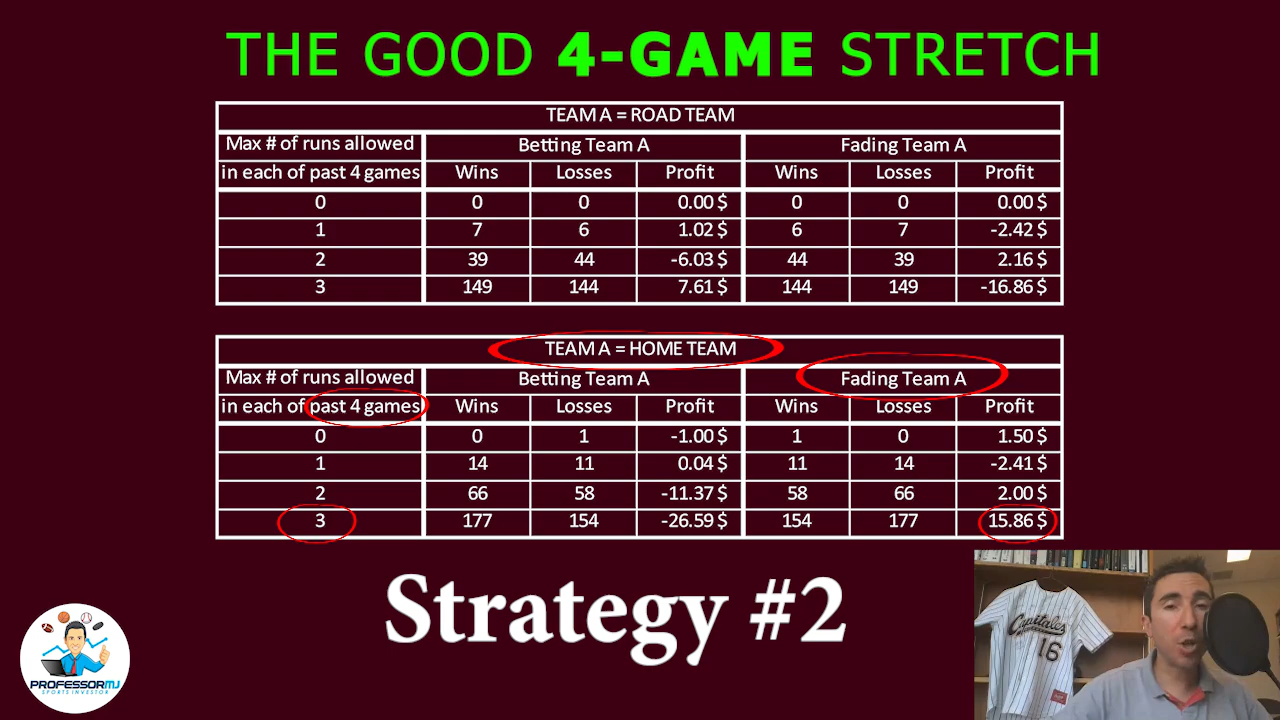 THE GOOD 4-GAME STRETCH
TEAM A = ROAD TEAM
Max # of runs allowed Betting Team A Fading Team A
in each of past 4 games Wins Losses Profit Wins Losses Profit
0 0 0 0.00 $ 0 0 0.00 $
1 7 6 1.02 $ 6 7 -2.42 $
2 39 44 -6.03 $ 44 39 2.16 $
3 149 144 7.61 $ 144 149 -16.86 $
TEAM A = HOME TEAM
Max # of runs allowed Betting Team A Fading Team A
in each of past 4 games Wins Losses Profit Wins Losses Profit
0 0 1 -1.00 $ 1 0 1.50 $
1 14 11 0.04 $ 11 14 -2.41 $
2 66 58 -11.37 $ 58 66 2.00 $
3 177 154 -26.59 $ 154 177 15.86 $
Strategy #2
PROFESSORMJ
SPORTS INVESTOR
Capitales
16